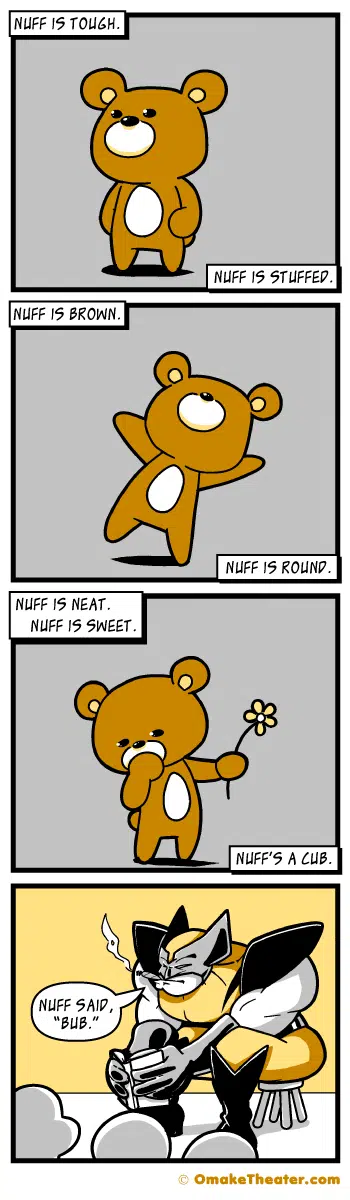 NUFF IS TOUGH.
NUFF IS STUFFED.
NUFF IS BROWN.
NUFF IS ROUND.
NUFF IS NEAT.
NUFF IS SWEET.
NUFF'S A CUB.
NUFF SAID,
"BUB."
© OmakeTheater.com